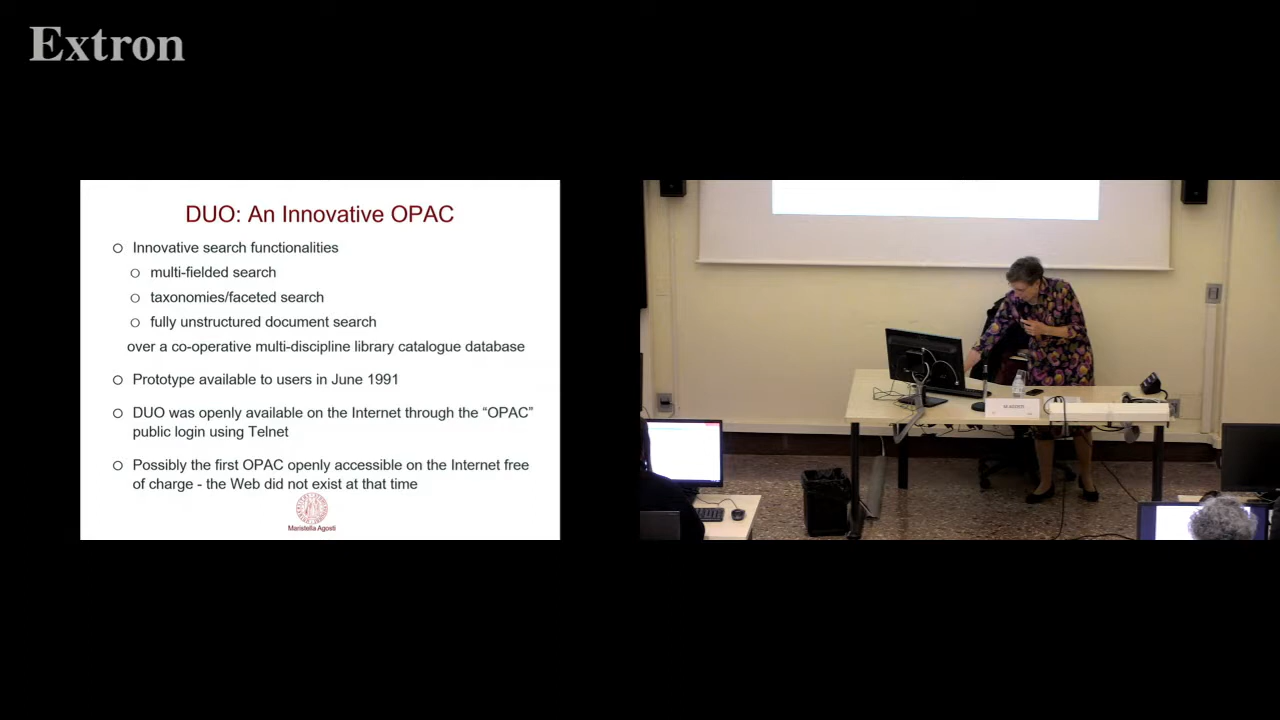 Extron
DUO: An Innovative OPAC
Innovative search functionalities
multi-fielded search
taxonomies/faceted search
fully unstructured document search
over a co-operative multi-discipline library catalogue database
Prototype available to users in June 1991
DUO was openly available on the Internet through the “OPAC”
public login using Telnet
Possibly the first OPAC openly accessible on the Internet free
of charge - the Web did not exist at that time
Maristella Agosti